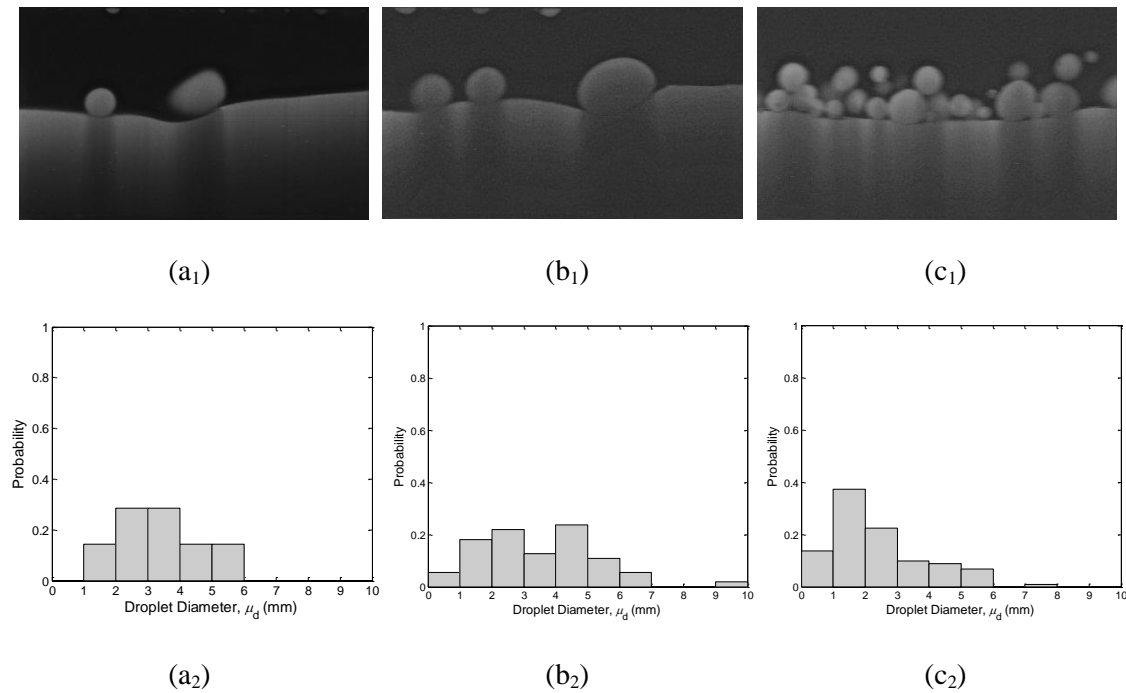 (a₁) (b₁) (c₁)
1
0.8
0.6
0.4
0.2
0
Probability
0 1 2 3 4 5 6 7 8 9 10
Droplet Diameter, μd (mm)
1
0.8
0.6
0.4
0.2
0
Probability
0 1 2 3 4 5 6 7 8 9 10
Droplet Diameter, μd (mm)
1
0.8
0.6
0.4
0.2
0
Probability
0 1 2 3 4 5 6 7 8 9 10
Droplet Diameter, μd (mm)
(a₂) (b₂) (c₂)